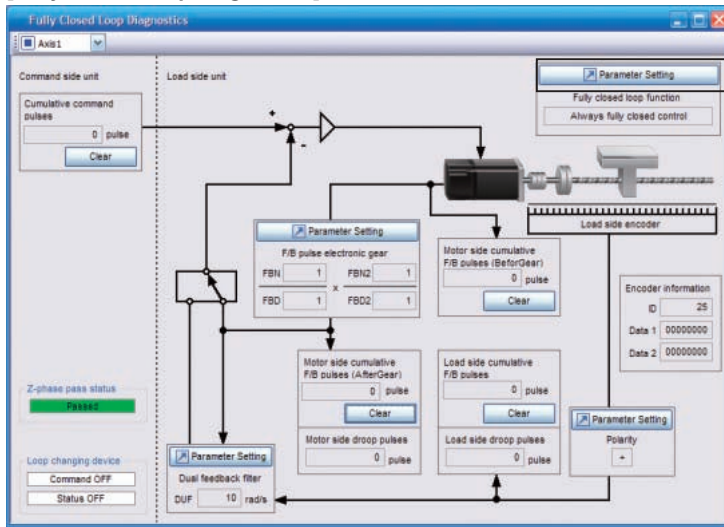 Fully Closed Loop Diagnostics
Axis1
Command side unit
Load side unit
Cumulative command
pulses
0 pulse
Clear
+
-
Parameter Setting
Fully closed loop function
Always fully closed control
Load side encoder
Parameter Setting
F/B pulse electronic gear
FBN 1 FBN2 1
x
FBD 1 FBD2 1
Motor side cumulative
F/B pulses (BeforGear)
0 pulse
Clear
Encoder information
ID 25
Data 1 00000000
Data 2 00000000
Motor side cumulative
F/B pulses (AfterGear)
0 pulse
Clear
Motor side droop pulses
0 pulse
Load side cumulative
F/B pulses
0 pulse
Clear
Load side droop pulses
0 pulse
Z-phase pass status
Passed
Parameter Setting
Polarity
+
Loop changing device
Command OFF
Status OFF
Parameter Setting
Dual feedback filter
DUF 10 rad/s